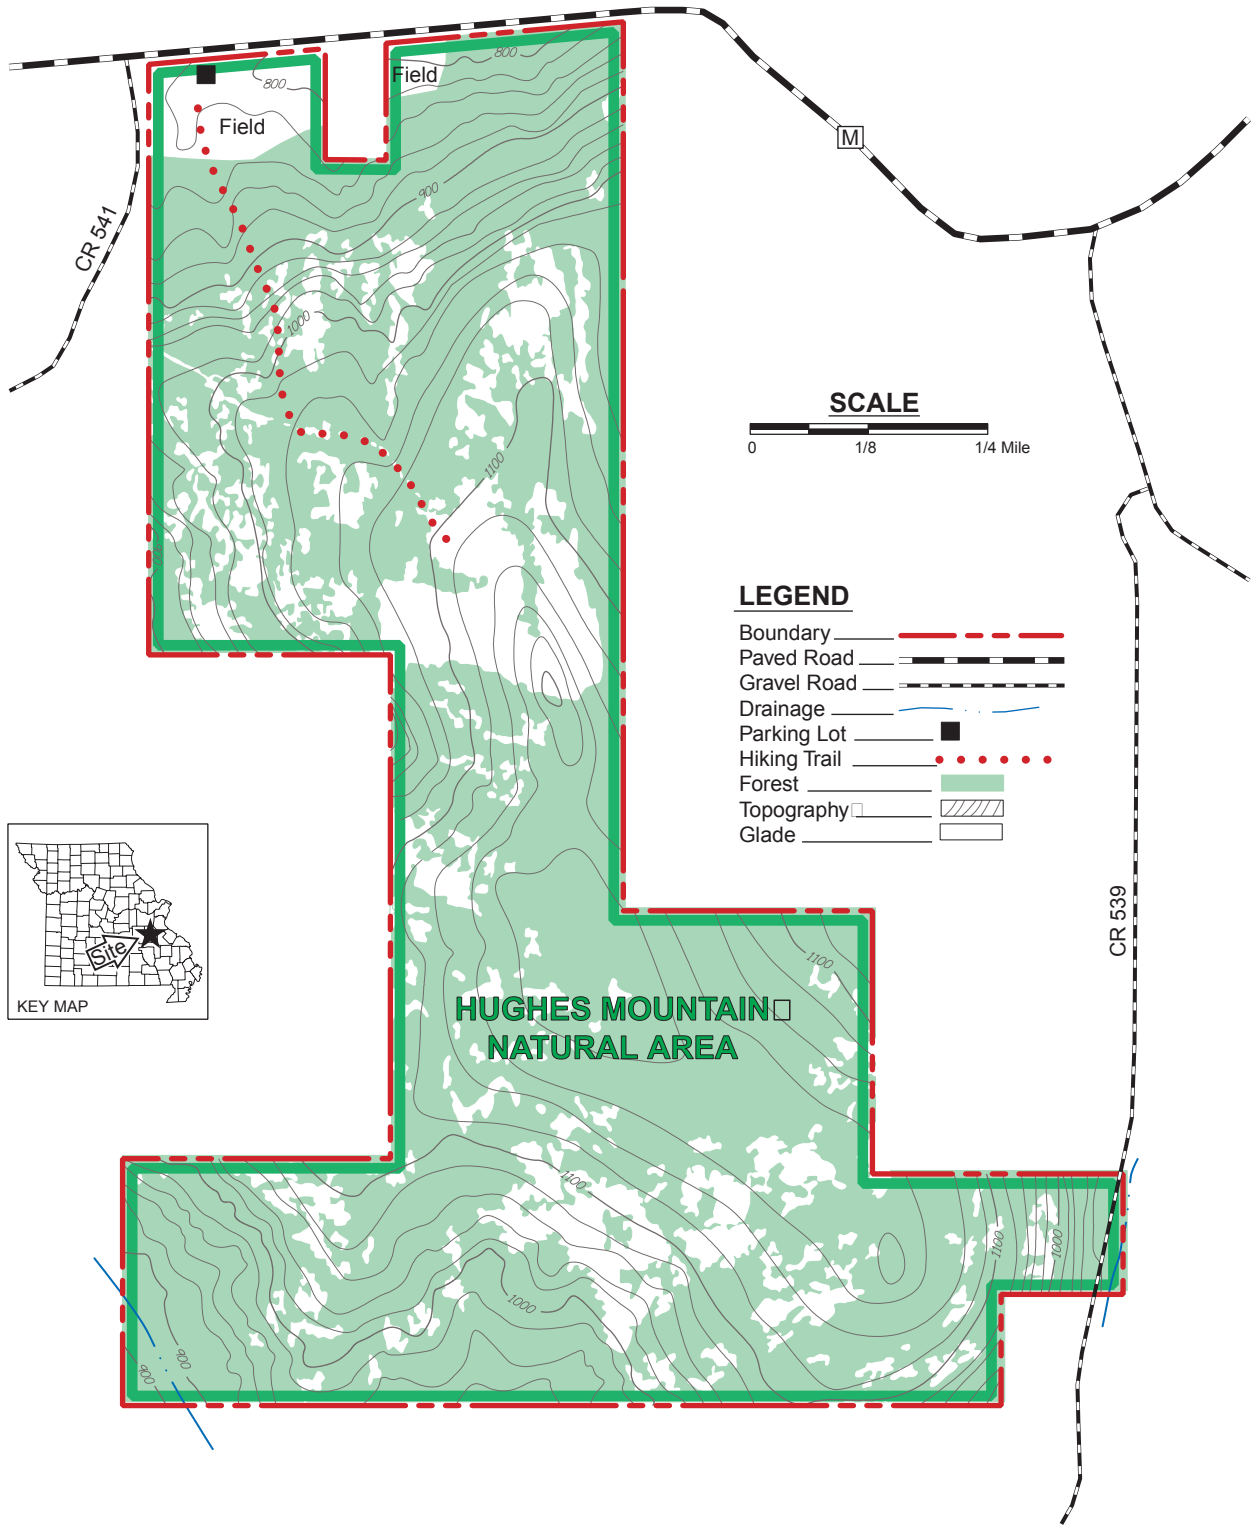 800
Field
800
Field
M
900
CR 541
1000
SCALE
0 1/8 1/4 Mile
1100
900
LEGEND
Boundary
Paved Road
Gravel Road
Drainage
Parking Lot
Hiking Trail
Forest
Topography
Glade
CR 539
Site
KEY MAP
1100
HUGHES MOUNTAIN
NATURAL AREA
1100
1100
1000
1000
900
900